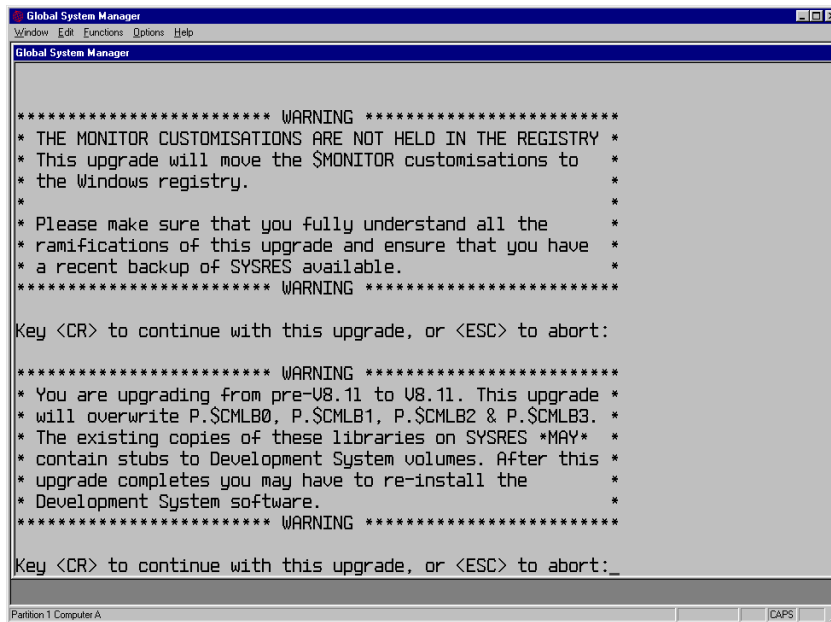 Global System Manager
Window Edit Functions Options Help
Global System Manager
************************* WARNING *************************
* THE MONITOR CUSTOMISATIONS ARE NOT HELD IN THE REGISTRY *
* This upgrade will move the $MONITOR customisations to *
* the Windows registry. *
* *
* Please make sure that you fully understand all the *
* ramifications of this upgrade and ensure that you have *
* a recent backup of SYSRES available. *
************************* WARNING *************************
Key <CR> to continue with this upgrade, or <ESC> to abort:
************************* WARNING *************************
* You are upgrading from pre-V8.1l to V8.1l. This upgrade *
* will overwrite P.$CMLB0, P.$CMLB1, P.$CMLB2 & P.$CMLB3. *
* The existing copies of these libraries on SYSRES *MAY* *
* contain stubs to Development System volumes. After this *
* upgrade completes you may have to re-install the *
* Development System software. *
************************* WARNING *************************
Key <CR> to continue with this upgrade, or <ESC> to abort:_
Partition 1 Computer A
CAPS